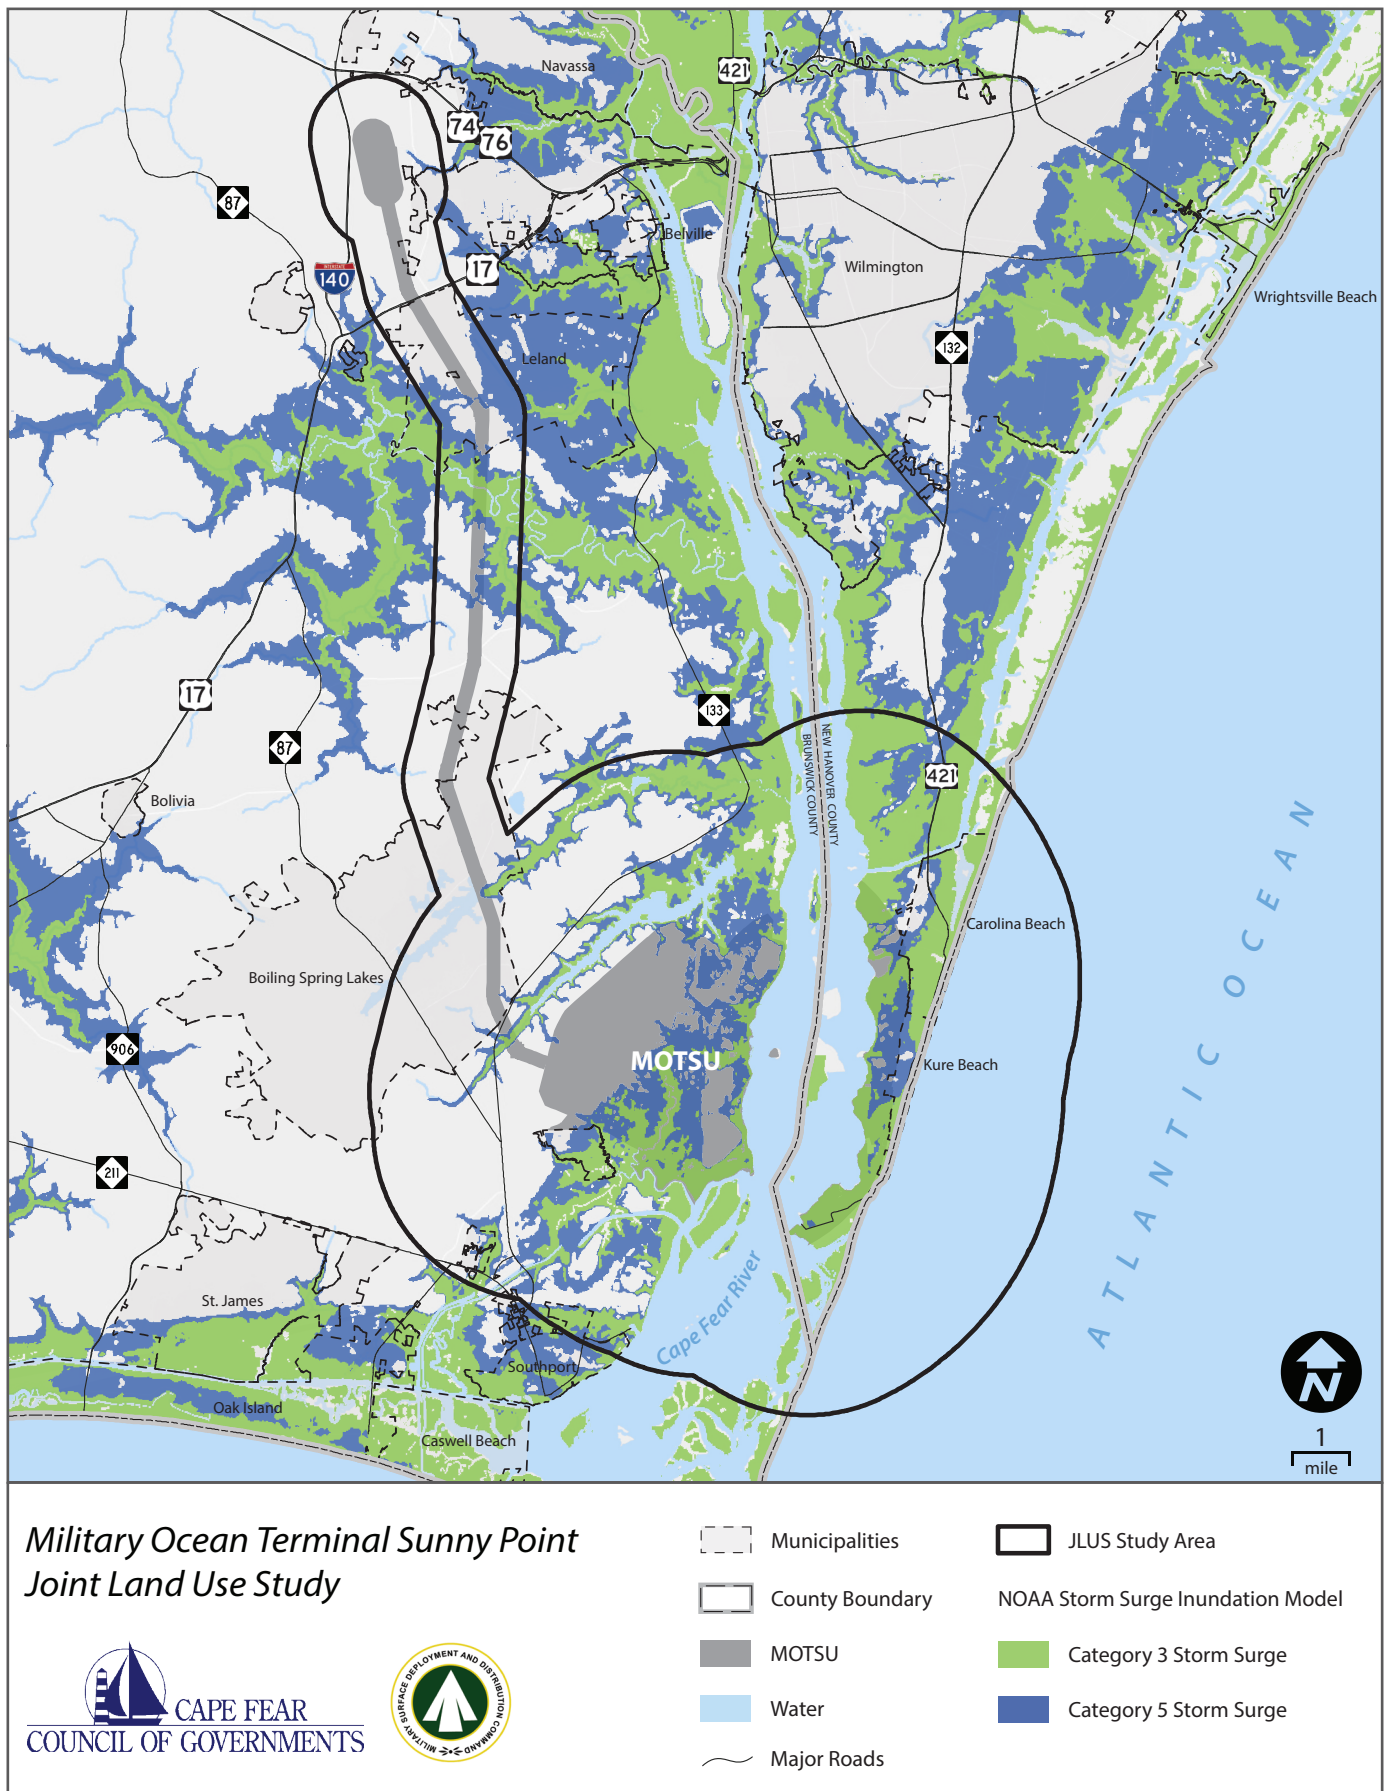 Navassa
421
74
76
87
Belville
17
INTERSTATE
140
Wilmington
Wrightsville Beach
132
Leland
17
133
87
NEW HANOVER COUNTY
BRUNSWICK COUNTY
421
Bolivia
Carolina Beach
Boiling Spring Lakes
906
MOTSU
Kure Beach
ATLANTIC OCEAN
211
St. James
Cape Fear River
Southport
Oak Island
Caswell Beach
N
1
mile
Military Ocean Terminal Sunny Point
Joint Land Use Study
CAPE FEAR
COUNCIL OF GOVERNMENTS
MILITARY SURFACE DEPLOYMENT AND DISTRIBUTION COMMAND
Municipalities
County Boundary
MOTSU
Water
Major Roads
JLUS Study Area
NOAA Storm Surge Inundation Model
Category 3 Storm Surge
Category 5 Storm Surge